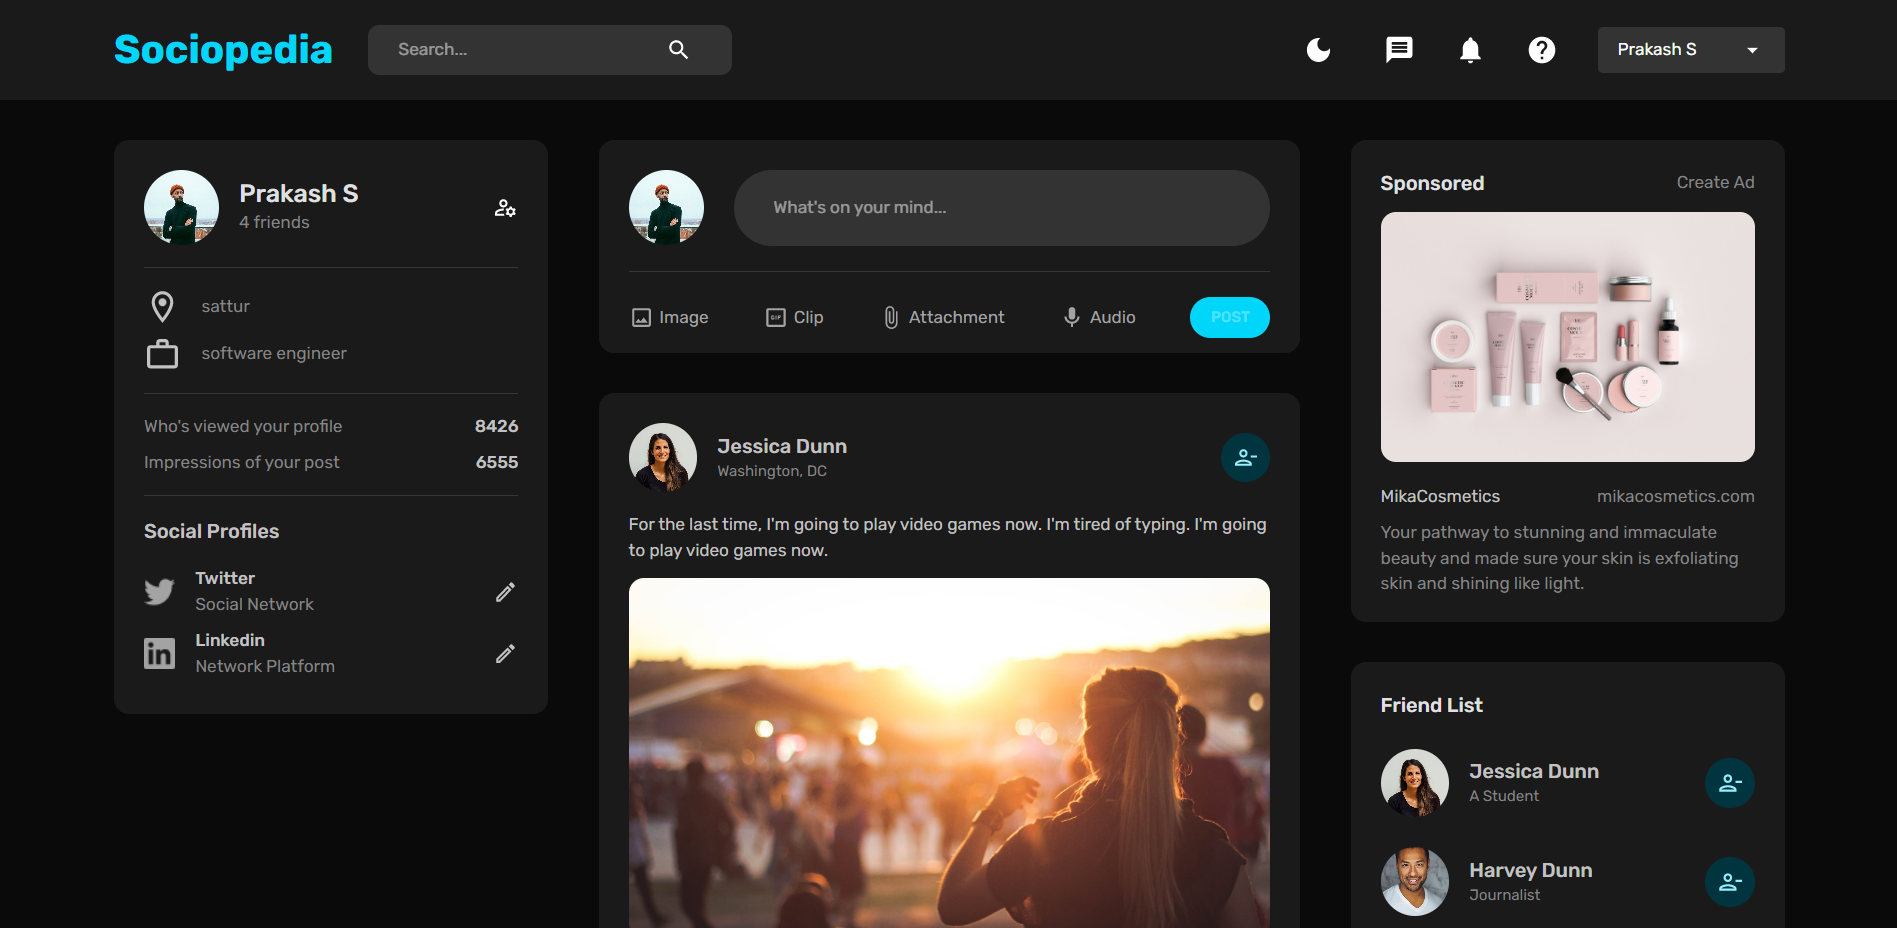 Sociopedia
Search...
Prakash S
Prakash S
4 friends
sattur
software engineer
Who's viewed your profile 8426
Impressions of your post 6555
Social Profiles
Twitter
Social Network
Linkedin
Network Platform
What's on your mind...
Image
GIF
Clip
Attachment
Audio
POST
Jessica Dunn
Washington, DC
For the last time, I'm going to play video games now. I'm tired of typing. I'm going
to play video games now.
Sponsored
Create Ad
MikaCosmetics
mikacosmetics.com
Your pathway to stunning and immaculate
beauty and made sure your skin is exfoliating
skin and shining like light.
Friend List
Jessica Dunn
A Student
Harvey Dunn
Journalist